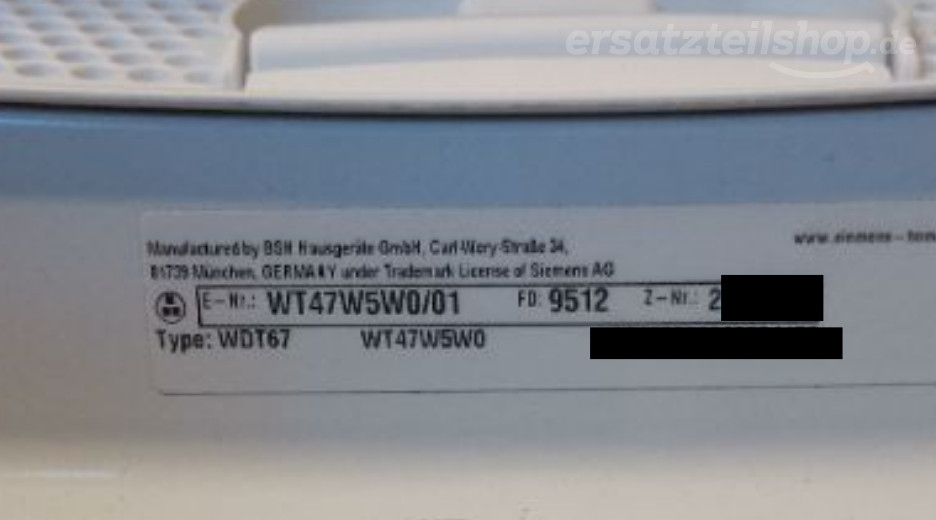 ersatzteilshop.de
Manufactured by BSH Hausgeräte GmbH, Carl-Wery-Straße 34,
81739 München, GERMANY under Trademark License of Siemens AG
www.siemens-hom
E-Nr.: WT47W5W0/01 FD: 9512 Z-Nr.: 2
Type: WDT67 WT47W5W0